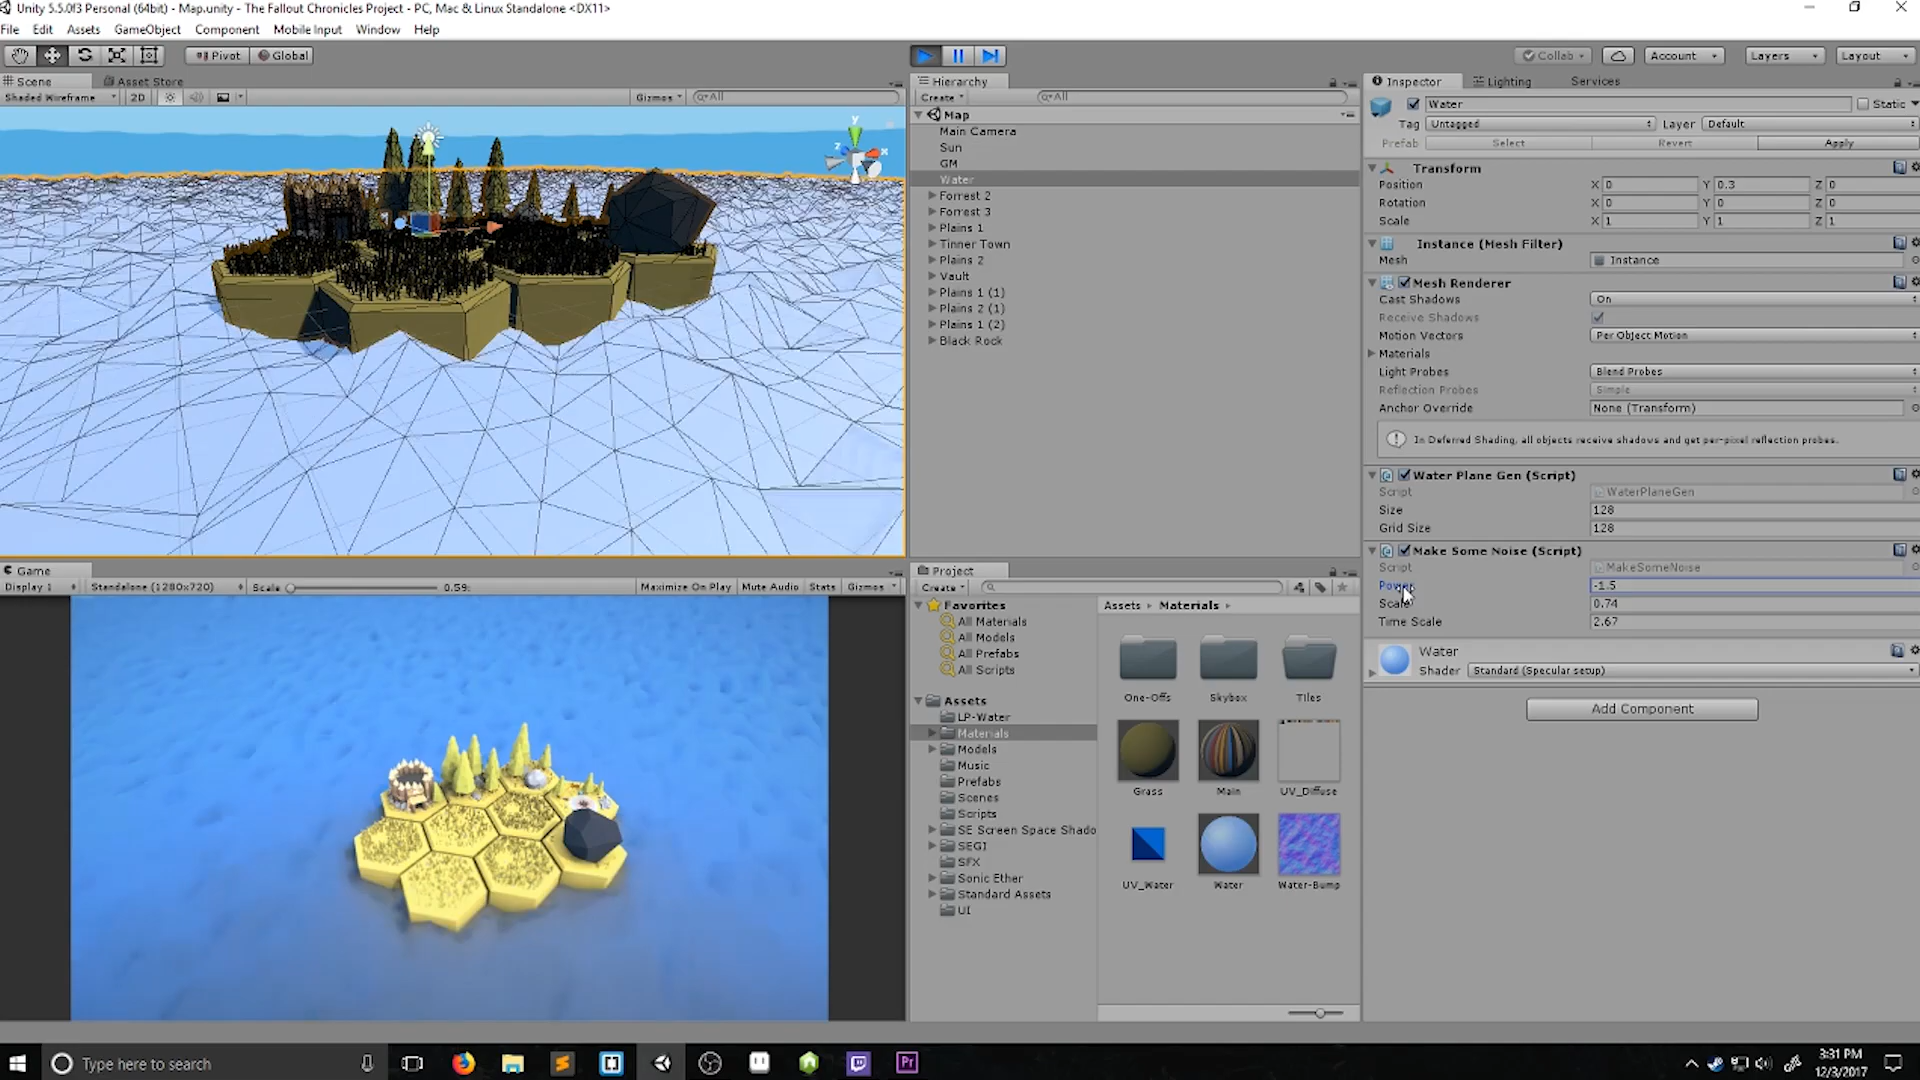 Unity 5.5.0f3 Personal (64bit) - Map.unity - The Fallout Chronicles Project - PC, Mac & Linux Standalone <DX11>
File Edit Assets GameObject Component Mobile Input Window Help
Pivot Global
Collab Account Layers Layout
Scene Asset Store
Shaded Wireframe 2D Gizmos All
y
z x
Hierarchy
Create All
Map
Main Camera
Sun
GM
Water
Forrest 2
Forrest 3
Plains 1
Tinner Town
Plains 2
Vault
Plains 1 (1)
Plains 2 (1)
Plains 1 (2)
Black Rock
Inspector Lighting Services
Water Static
Tag Untagged Layer Default
Prefab Select Revert Apply
Transform
Position X 0 Y 0.3 Z 0
Rotation X 0 Y 0 Z 0
Scale X 1 Y 1 Z 1
Instance (Mesh Filter)
Mesh Instance
Mesh Renderer
Cast Shadows On
Receive Shadows
Motion Vectors Per Object Motion
Materials
Light Probes Blend Probes
Reflection Probes Simple
Anchor Override None (Transform)
In Deferred Shading, all objects receive shadows and get per-pixel reflection probes.
Water Plane Gen (Script)
Script WaterPlaneGen
Size 128
Grid Size 128
Make Some Noise (Script)
Script MakeSomeNoise
Power -1.5
Scale 0.74
Time Scale 2.67
Water
Shader Standard (Specular setup)
Add Component
Game
Display 1 Standalone (1280x720) Scale 0.59: Maximize On Play Mute Audio Stats Gizmos
Project
Create
Favorites
All Materials
All Models
All Prefabs
All Scripts
Assets
LP-Water
Materials
Models
Music
Prefabs
Scenes
Scripts
SE Screen Space Shado
SEGI
SFX
Sonic Ether
Standard Assets
UI
Assets Materials
One-Offs Skybox Tiles
Grass Main UV_Diffuse
UV_Water Water Water-Bump
Type here to search
Pr
3:31 PM
12/3/2017